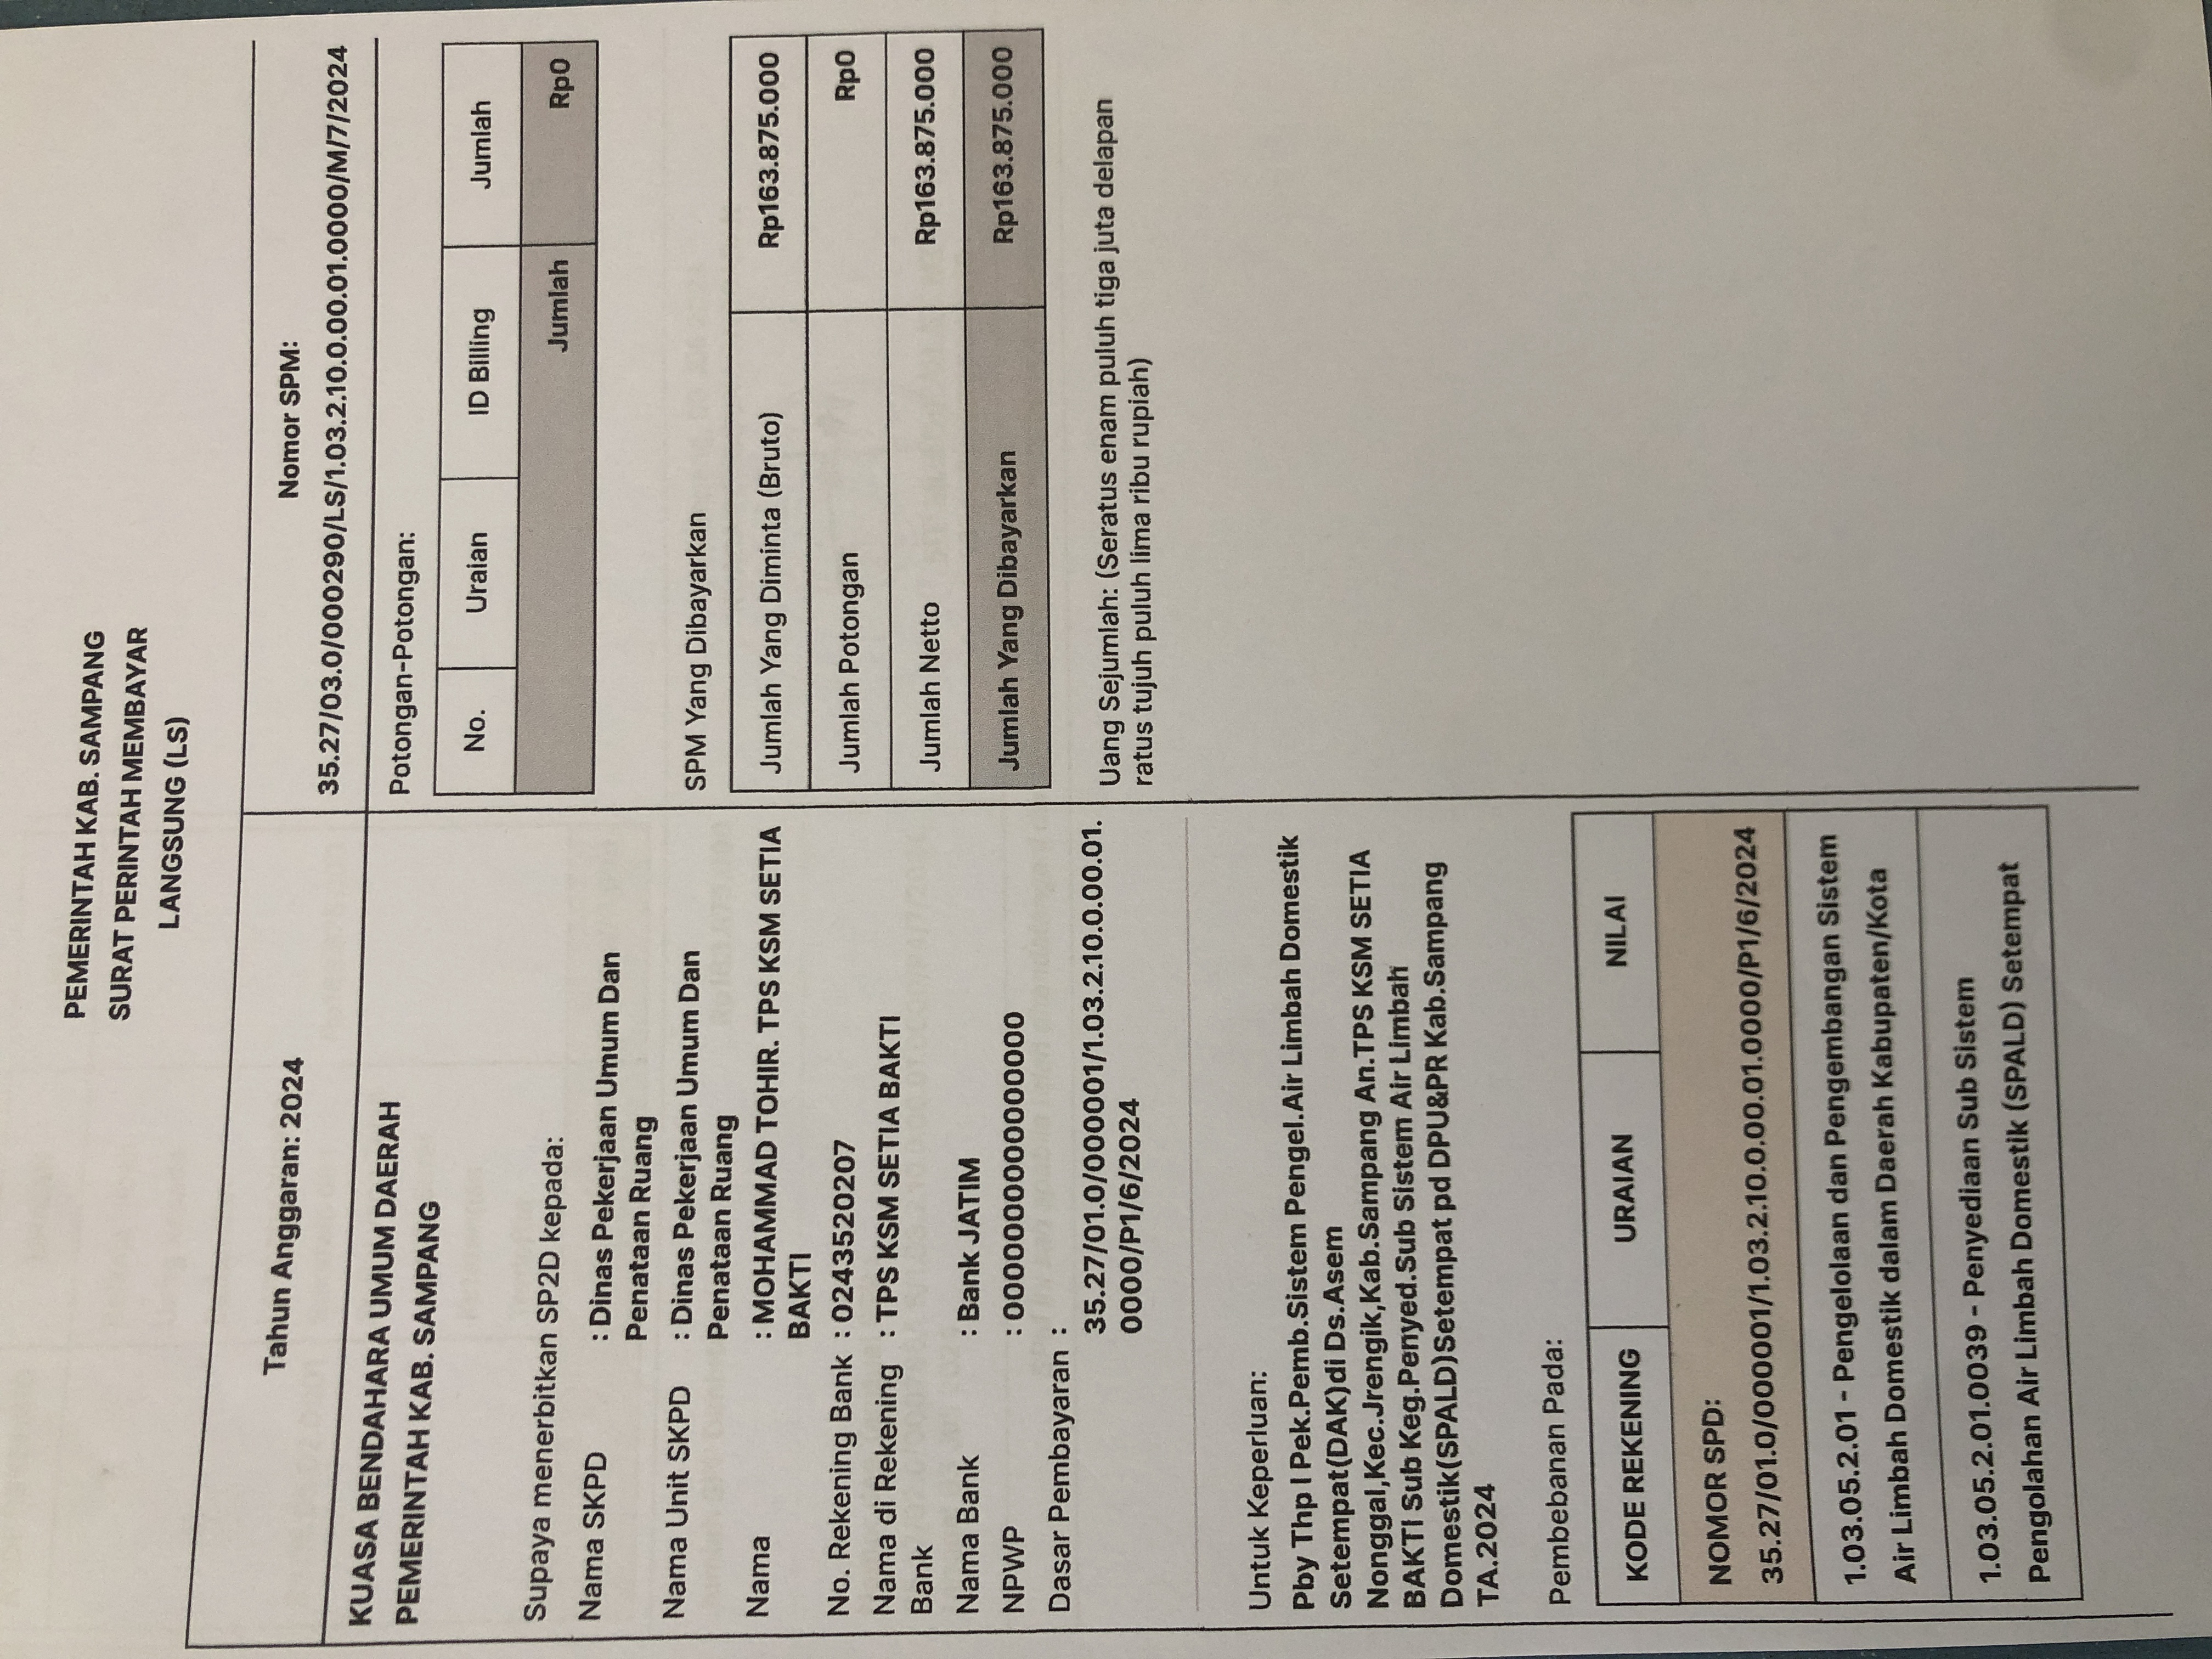 PEMERINTAH KAB. SAMPANG
SURAT PERINTAH MEMBAYAR
LANGSUNG (LS)
Tahun Anggaran: 2024
Nomor SPM:
35.27/03.0/000290/LS/1.03.2.10.0.00.01.0000/M/7/2024
KUASA BENDAHARA UMUM DAERAH
PEMERINTAH KAB. SAMPANG
Supaya menerbitkan SP2D kepada:
Nama SKPD : Dinas Pekerjaan Umum Dan
Penataan Ruang
Nama Unit SKPD : Dinas Pekerjaan Umum Dan
Penataan Ruang
Nama : MOHAMMAD TOHIR. TPS KSM SETIA
BAKTI
No. Rekening Bank : 0243520207
Nama di Rekening : TPS KSM SETIA BAKTI
Bank
Nama Bank : Bank JATIM
NPWP : 0000000000000000
Dasar Pembayaran :
35.27/01.0/000001/1.03.2.10.0.00.01.
0000/P1/6/2024
Untuk Keperluan:
Pby Thp I Pek.Pemb.Sistem Pengel.Air Limbah Domestik
Setempat(DAK)di Ds.Asem
Nonggal,Kec.Jrengik,Kab.Sampang An.TPS KSM SETIA
BAKTI Sub Keg.Penyed.Sub Sistem Air Limbah
Domestik(SPALD)Setempat pd DPU&PR Kab.Sampang
TA.2024
Pembebanan Pada:
KODE REKENING URAIAN NILAI
NOMOR SPD:
35.27/01.0/000001/1.03.2.10.0.00.01.0000/P1/6/2024
1.03.05.2.01 - Pengelolaan dan Pengembangan Sistem
Air Limbah Domestik dalam Daerah Kabupaten/Kota
1.03.05.2.01.0039 - Penyediaan Sub Sistem
Pengolahan Air Limbah Domestik (SPALD) Setempat
Potongan-Potongan:
No. Uraian ID Billing Jumlah
Jumlah Rp0
SPM Yang Dibayarkan
Jumlah Yang Diminta (Bruto) Rp163.875.000
Jumlah Potongan Rp0
Jumlah Netto Rp163.875.000
Jumlah Yang Dibayarkan Rp163.875.000
Uang Sejumlah: (Seratus enam puluh tiga juta delapan
ratus tujuh puluh lima ribu rupiah)